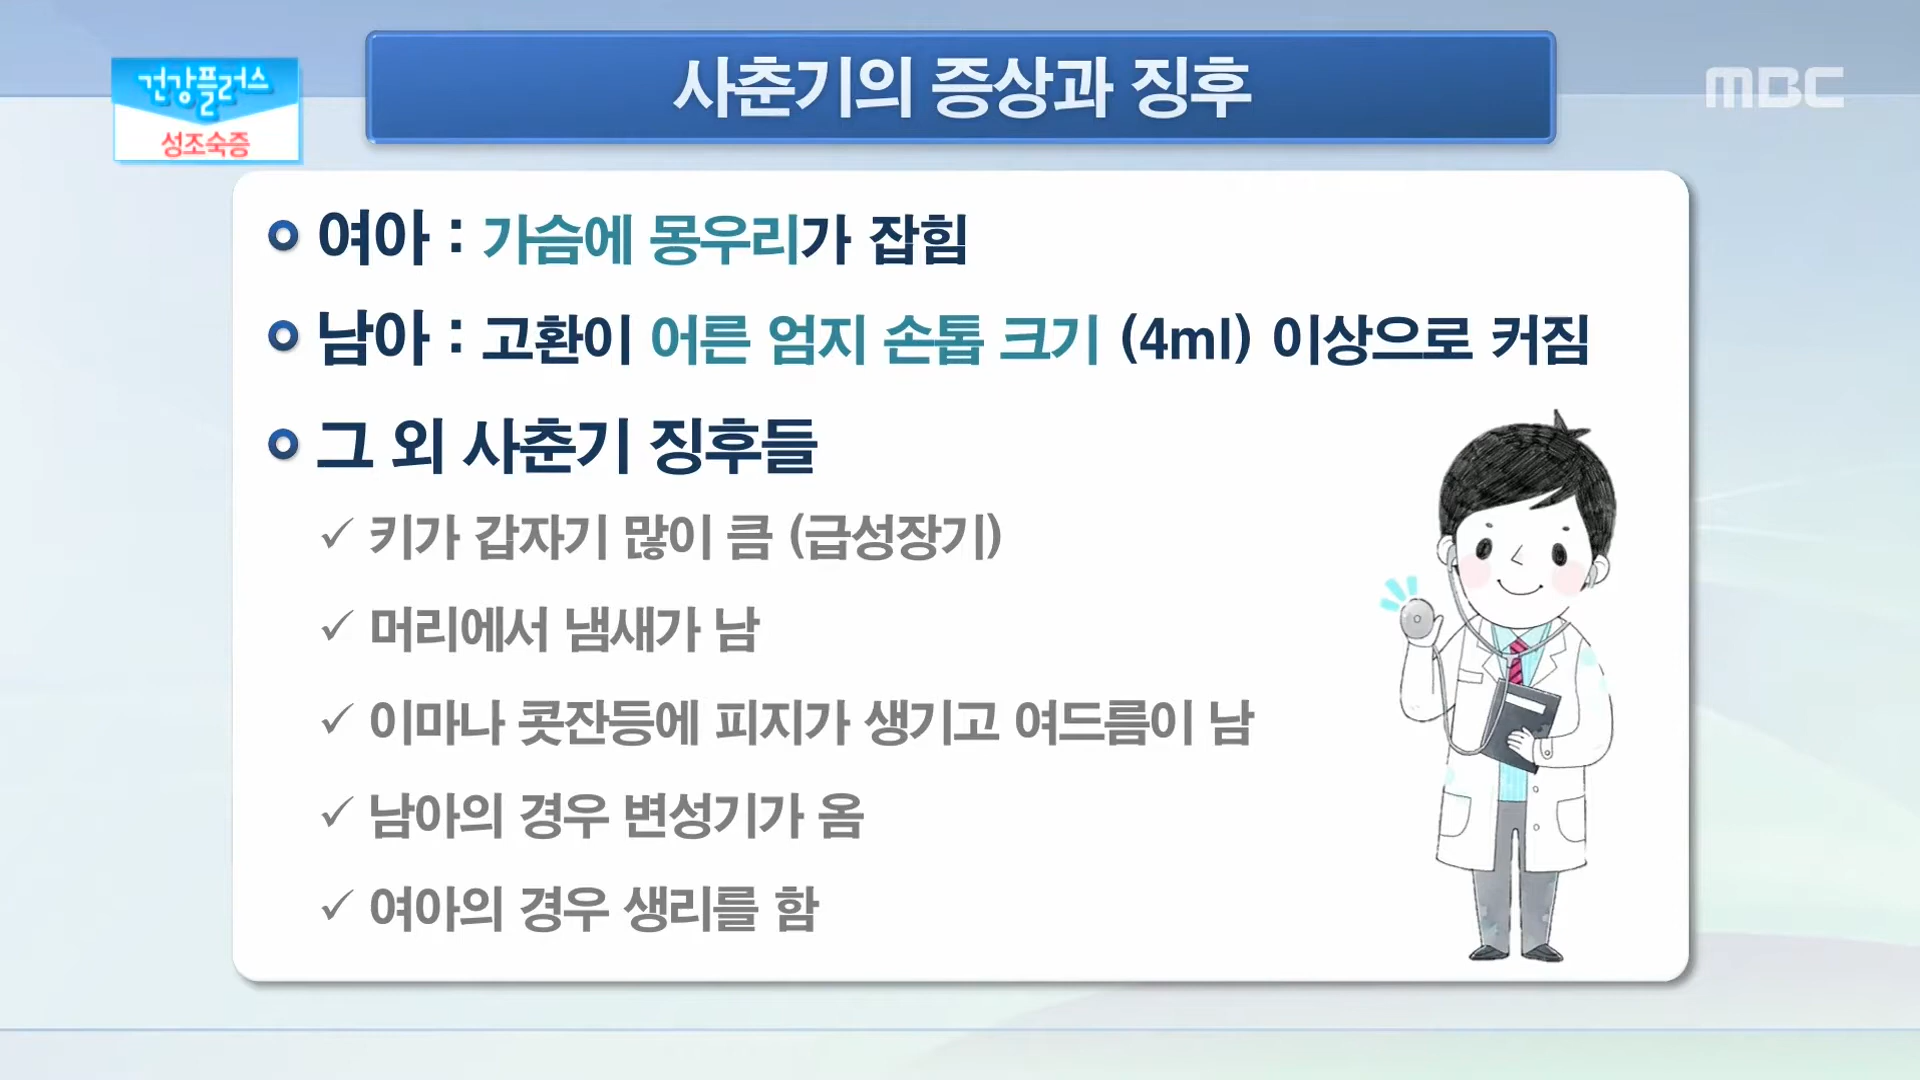 건강플러스
성조숙증
사춘기의 증상과 징후
MBC
여아 : 가슴에 몽우리가 잡힘
남아 : 고환이 어른 엄지 손톱 크기 (4ml) 이상으로 커짐
그 외 사춘기 징후들
✓ 키가 갑자기 많이 큼 (급성장기)
✓ 머리에서 냄새가 남
✓ 이마나 콧잔등에 피지가 생기고 여드름이 남
✓ 남아의 경우 변성기가 옴
✓ 여아의 경우 생리를 함